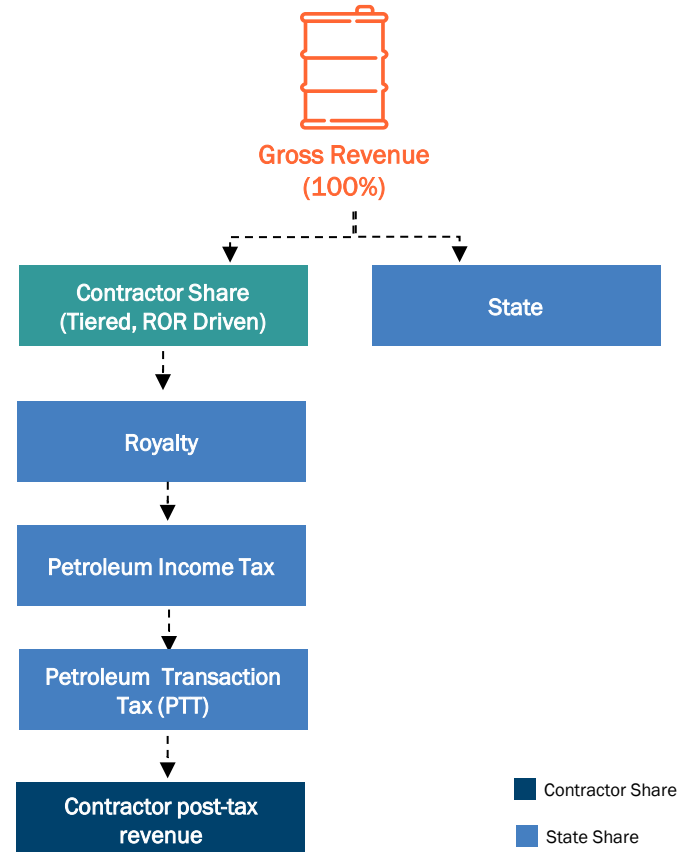 Gross Revenue
(100%)
Contractor Share
(Tiered, ROR Driven)
State
Royalty
Petroleum Income Tax
Petroleum Transaction
Tax (PTT)
Contractor post-tax
revenue
Contractor Share
State Share